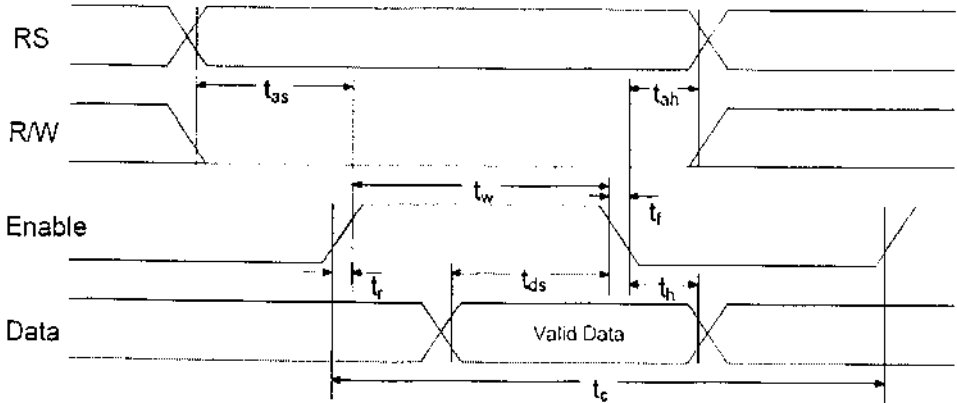 RS
t_as
t_ah
R/W
t_w
Enable
t_f
t_r
t_ds
t_h
Data
Valid Data
t_c